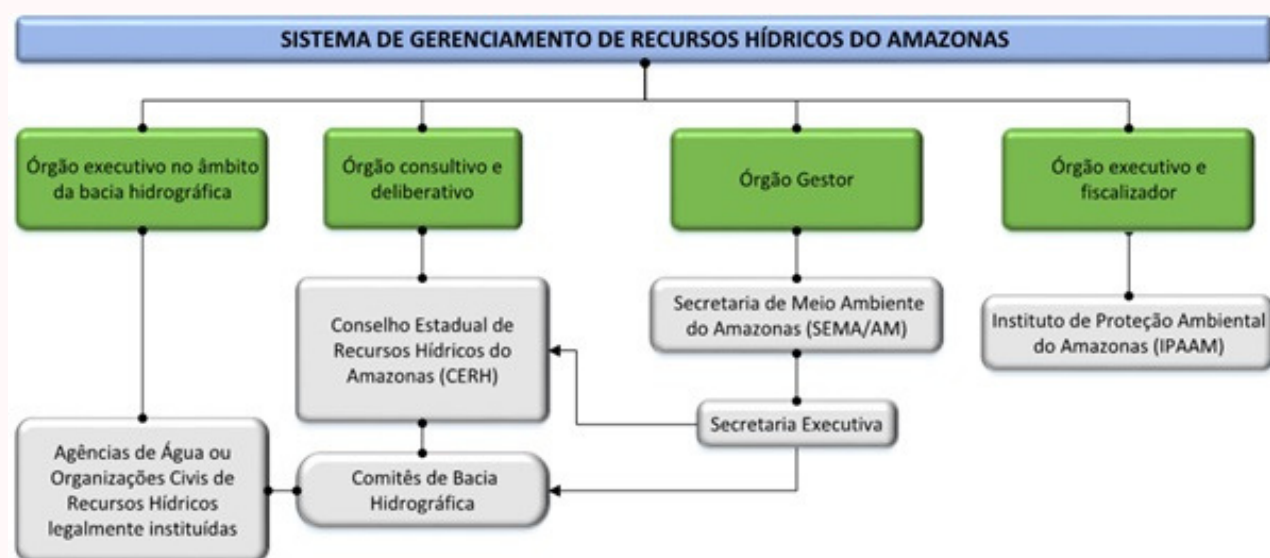 SISTEMA DE GERENCIAMENTO DE RECURSOS HÍDRICOS DO AMAZONAS
Órgão executivo no âmbito
da bacia hidrográfica
Órgão consultivo e
deliberativo
Órgão Gestor
Órgão executivo e
fiscalizador
Conselho Estadual de
Recursos Hídricos do
Amazonas (CERH)
Secretaria de Meio Ambiente
do Amazonas (SEMA/AM)
Instituto de Proteção Ambiental
do Amazonas (IPAAM)
Secretaria Executiva
Agências de Água ou
Organizações Civis de
Recursos Hídricos
legalmente instituídas
Comitês de Bacia
Hidrográfica